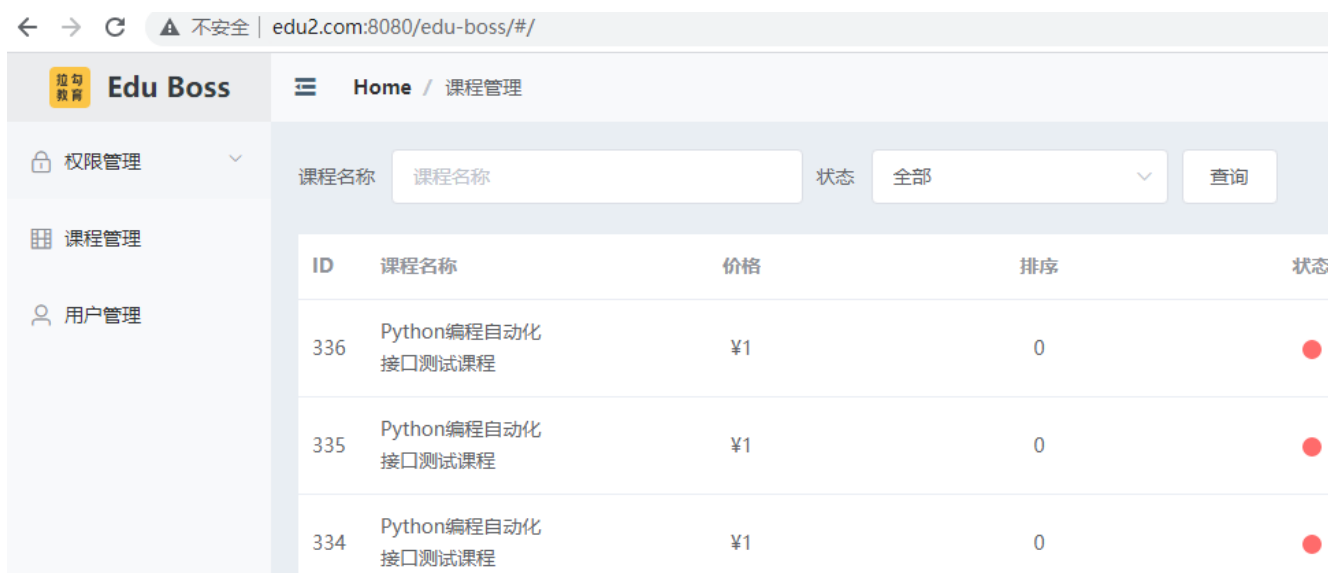 不安全 | edu2.com:8080/edu-boss/#/
拉勾
教育
Edu Boss
Home / 课程管理
权限管理
课程管理
用户管理
课程名称 课程名称 状态 全部 查询
ID 课程名称 价格 排序 状态
336 Python编程自动化
接口测试课程 ¥1 0
335 Python编程自动化
接口测试课程 ¥1 0
334 Python编程自动化
接口测试课程 ¥1 0